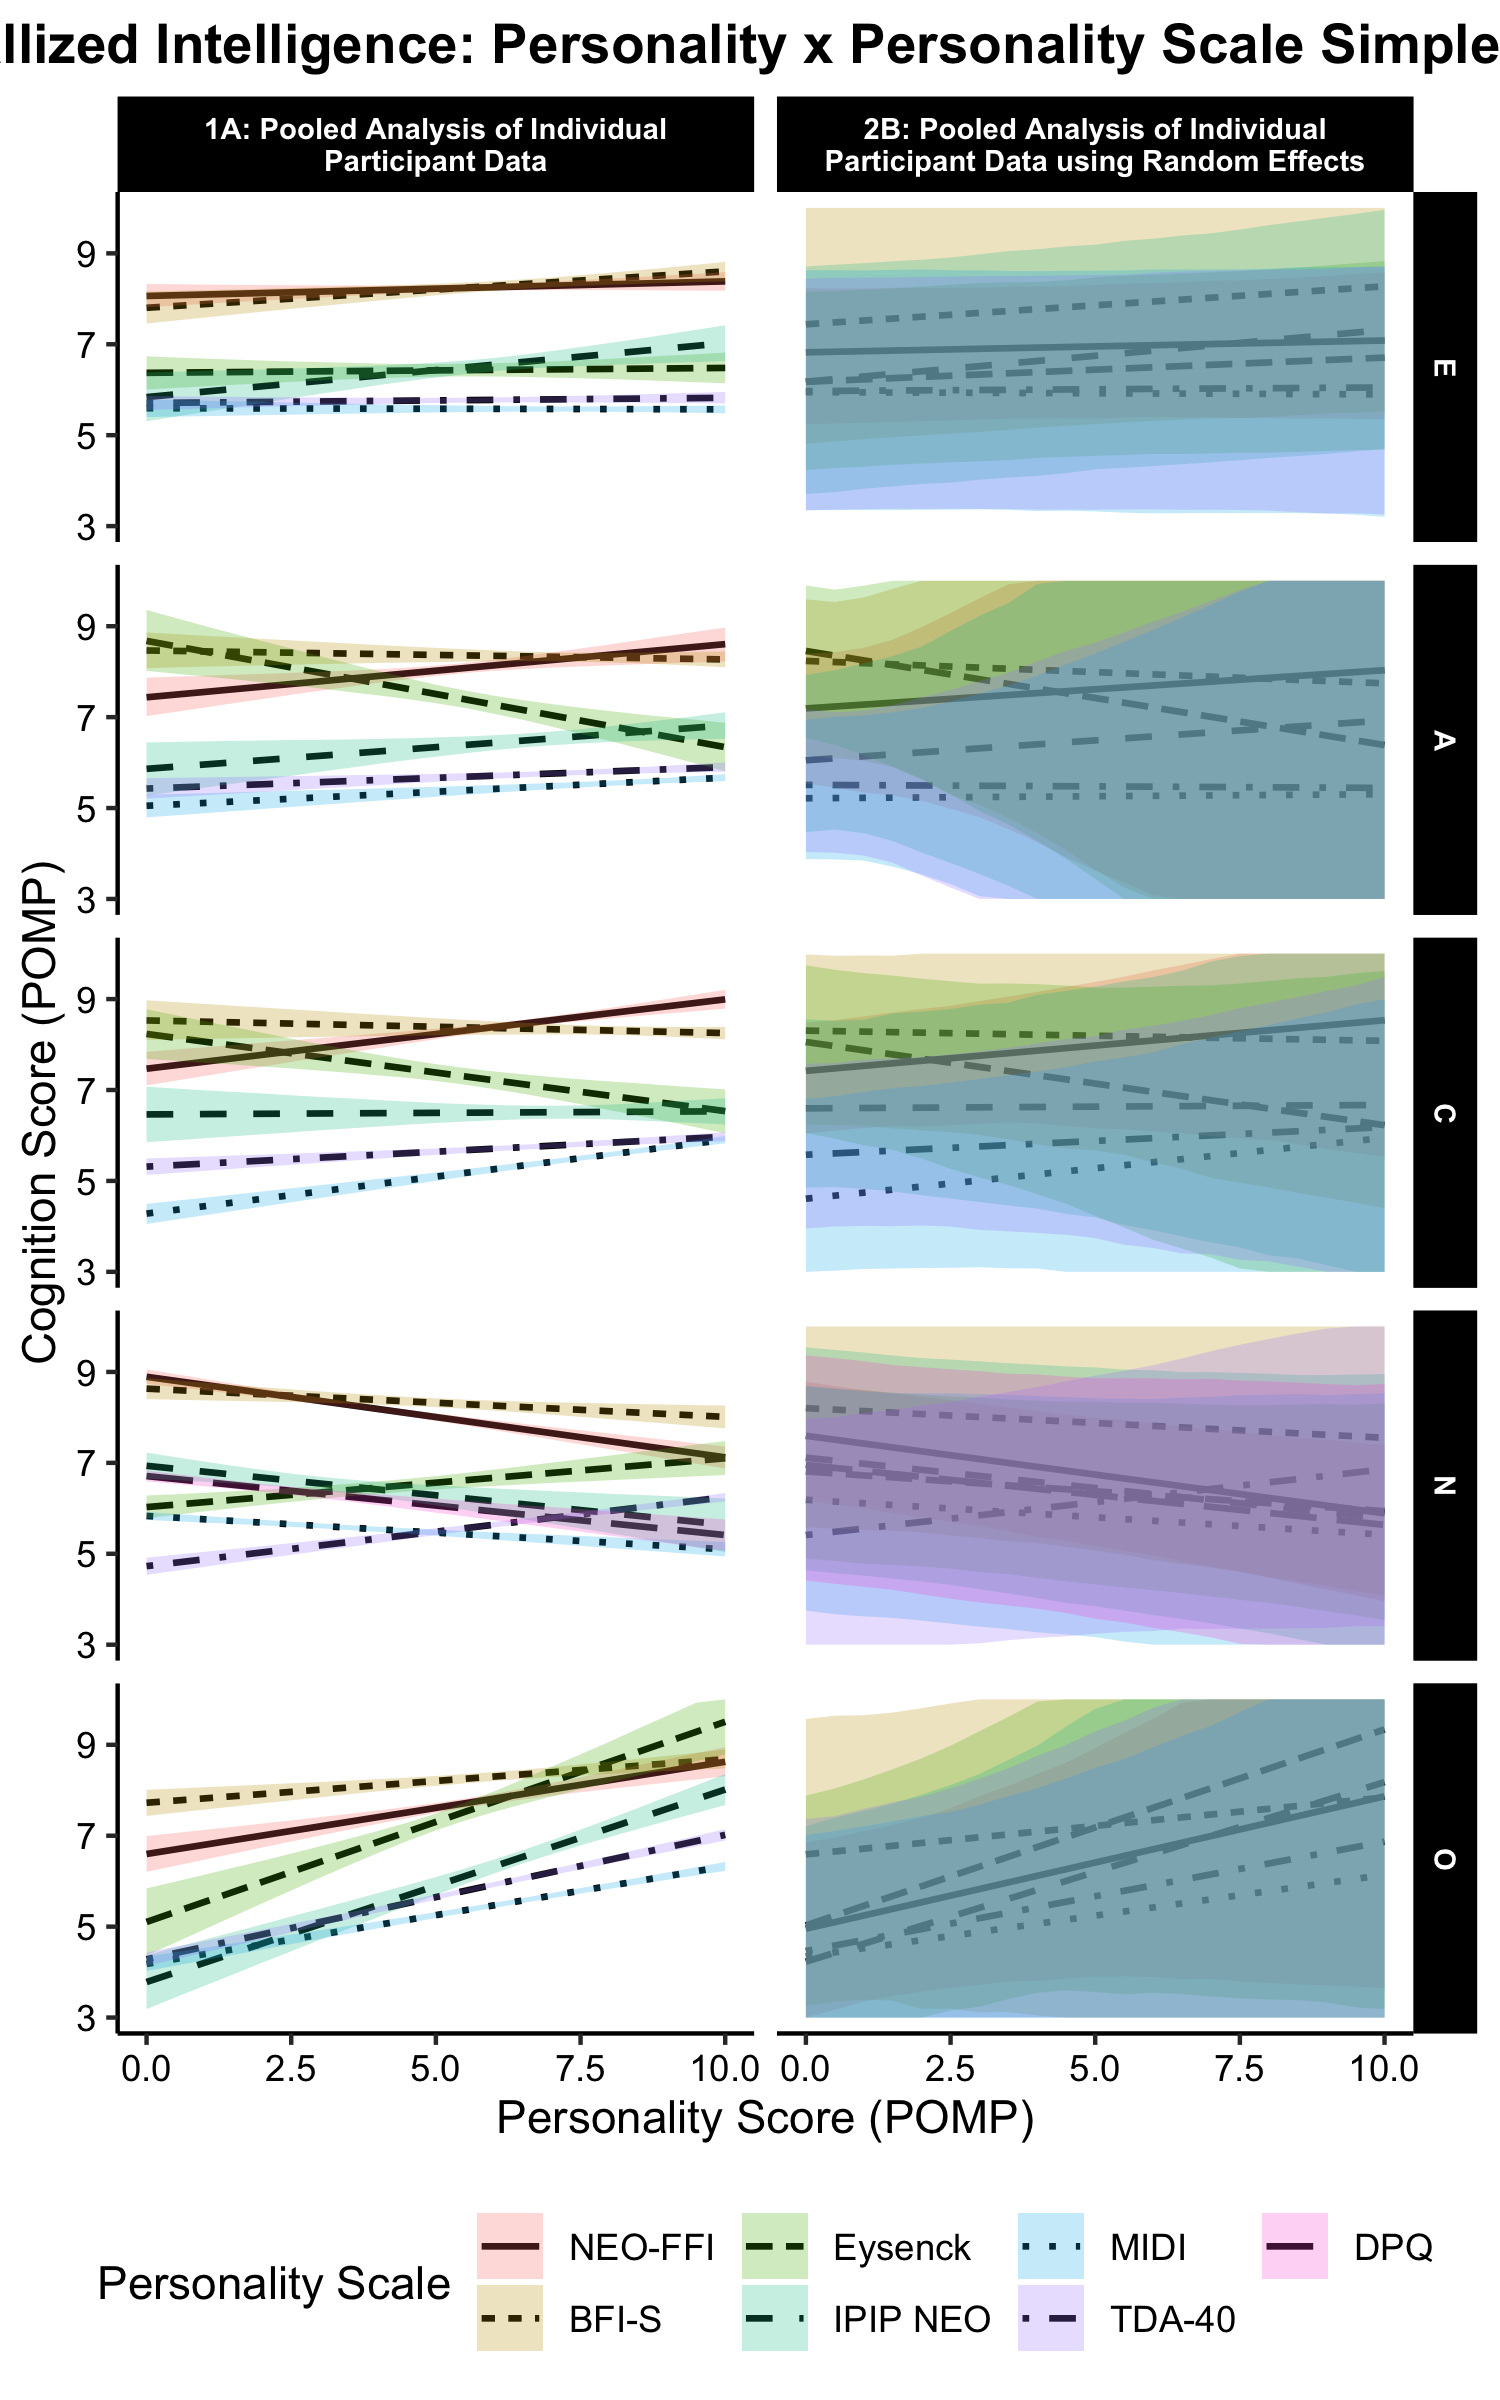 llized Intelligence: Personality x Personality Scale Simple
1A: Pooled Analysis of Individual
Participant Data
2B: Pooled Analysis of Individual
Participant Data using Random Effects
Cognition Score (POMP)
9
7
5
3
E
9
7
5
3
A
9
7
5
3
C
9
7
5
3
N
9
7
5
3
O
0.0 2.5 5.0 7.5 10.0
0.0 2.5 5.0 7.5 10.0
Personality Score (POMP)
Personality Scale
NEO-FFI
Eysenck
MIDI
DPQ
BFI-S
IPIP NEO
TDA-40